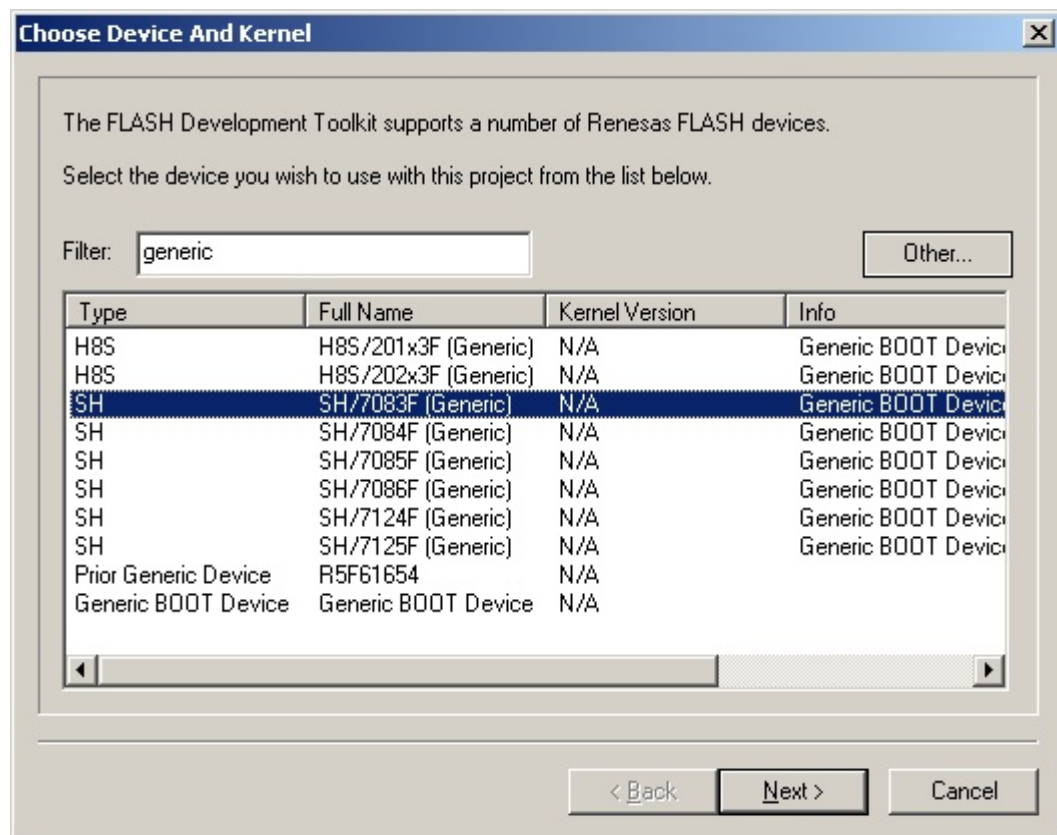 Choose Device And Kernel
The FLASH Development Toolkit supports a number of Renesas FLASH devices.
Select the device you wish to use with this project from the list below.
Filter: generic Other...
Type Full Name Kernel Version Info
H8S H8S/201x3F (Generic) N/A Generic BOOT Devic
H8S H8S/202x3F (Generic) N/A Generic BOOT Devic
SH SH/7083F (Generic) N/A Generic BOOT Devic
SH SH/7084F (Generic) N/A Generic BOOT Devic
SH SH/7085F (Generic) N/A Generic BOOT Devic
SH SH/7086F (Generic) N/A Generic BOOT Devic
SH SH/7124F (Generic) N/A Generic BOOT Devic
SH SH/7125F (Generic) N/A Generic BOOT Devic
Prior Generic Device R5F61654 N/A
Generic BOOT Device Generic BOOT Device N/A
< Back Next > Cancel